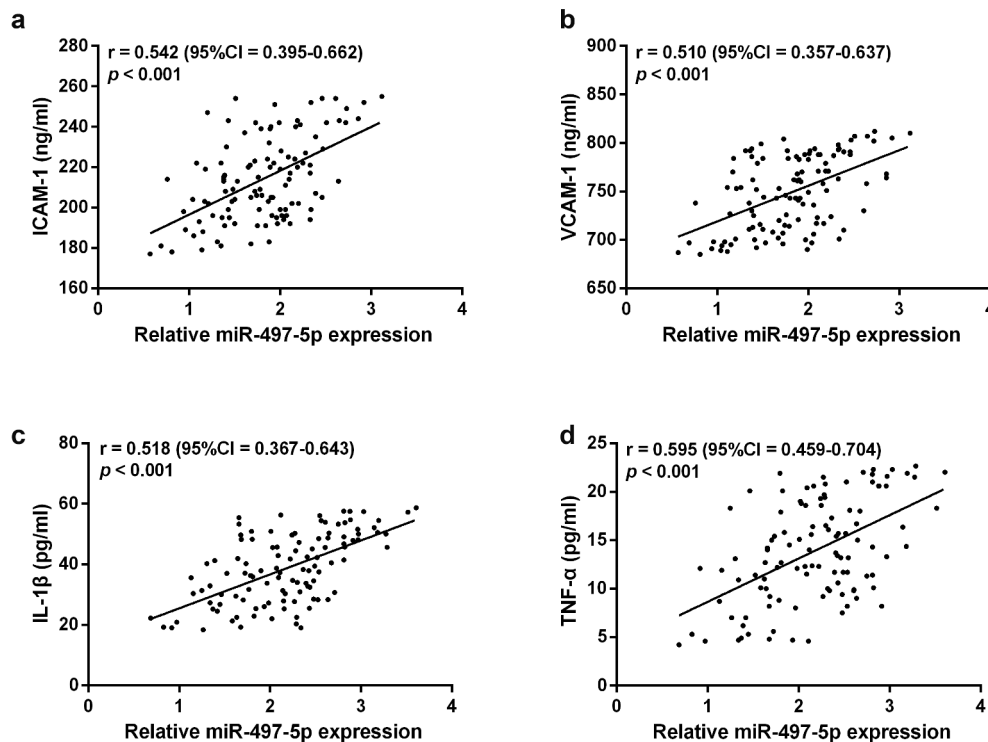 a
r = 0.542 (95%CI = 0.395-0.662)
p < 0.001
ICAM-1 (ng/ml)
280
260
240
220
200
180
160
0 1 2 3 4
Relative miR-497-5p expression
b
r = 0.510 (95%CI = 0.357-0.637)
p < 0.001
VCAM-1 (ng/ml)
900
850
800
750
700
650
0 1 2 3 4
Relative miR-497-5p expression
c
r = 0.518 (95%CI = 0.367-0.643)
p < 0.001
IL-1β (pg/ml)
80
60
40
20
0
0 1 2 3 4
Relative miR-497-5p expression
d
r = 0.595 (95%CI = 0.459-0.704)
p < 0.001
TNF-α (pg/ml)
25
20
15
10
5
0
0 1 2 3 4
Relative miR-497-5p expression